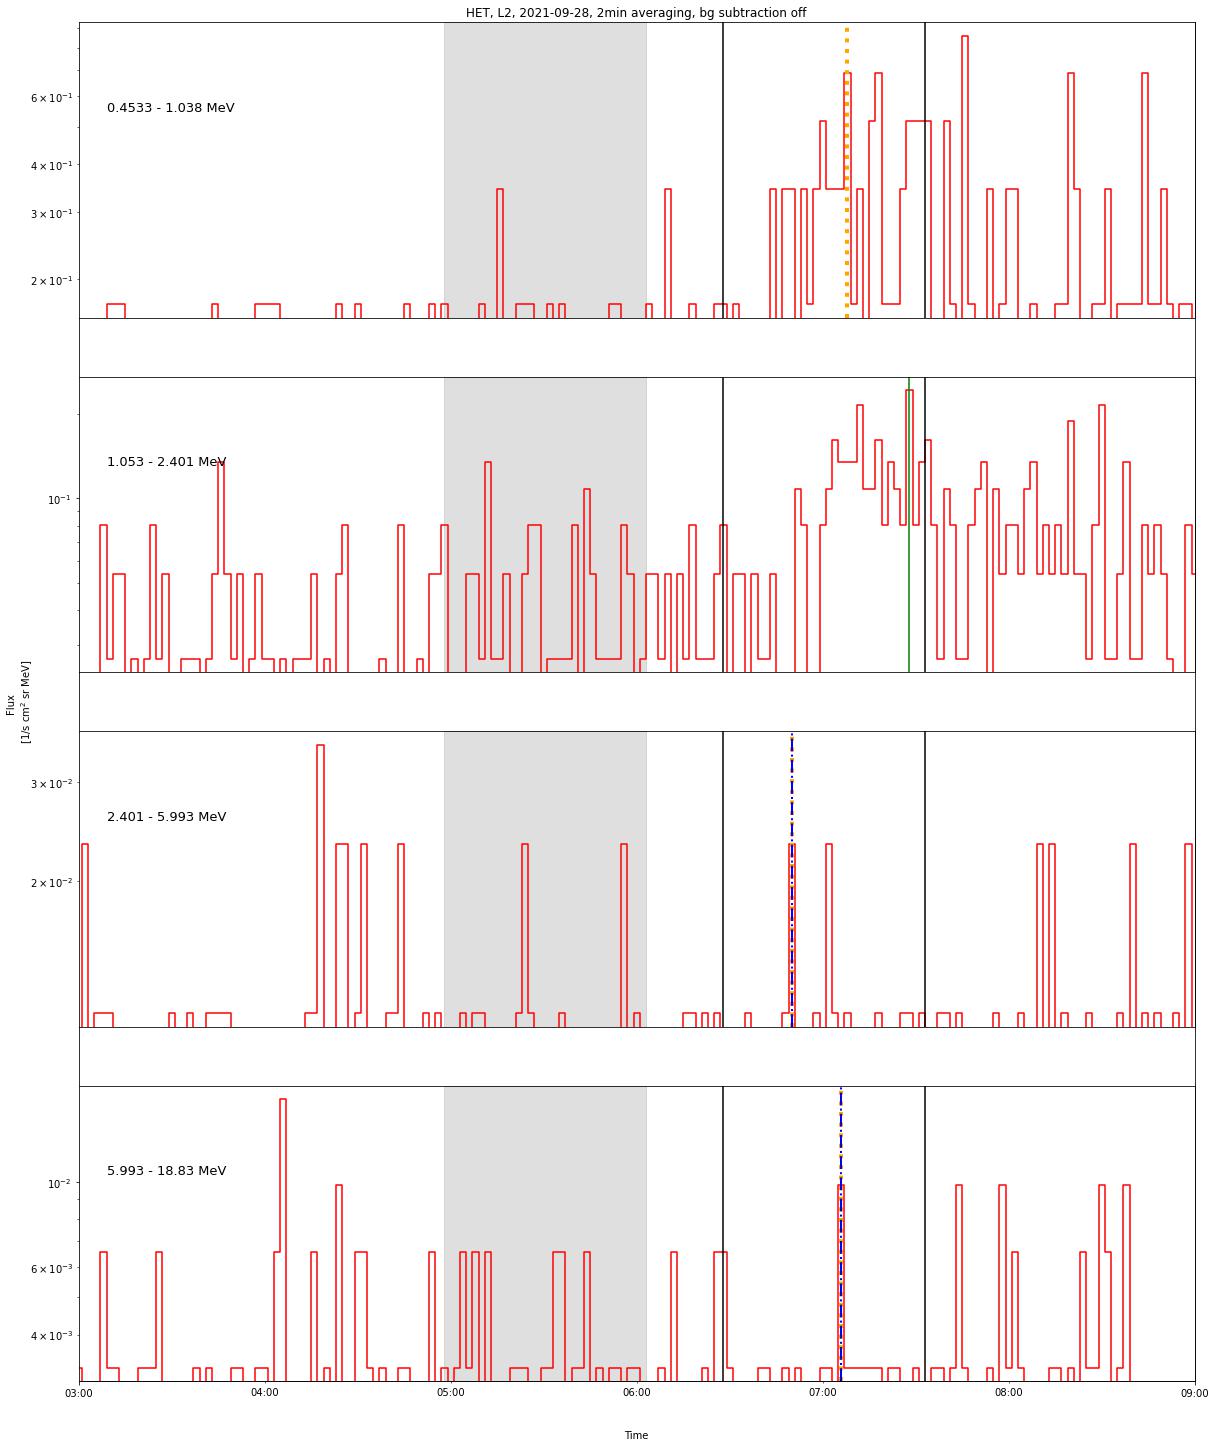 HET, L2, 2021-09-28, 2min averaging, bg subtraction off
6 × 10⁻¹
0.4533 - 1.038 MeV
4 × 10⁻¹
3 × 10⁻¹
2 × 10⁻¹
1.053 - 2.401 MeV
10⁻¹
Flux
[1/s cm² sr MeV]
3 × 10⁻²
2.401 - 5.993 MeV
2 × 10⁻²
5.993 - 18.83 MeV
10⁻²
6 × 10⁻³
4 × 10⁻³
03:00 04:00 05:00 06:00 07:00 08:00 09:00
Time